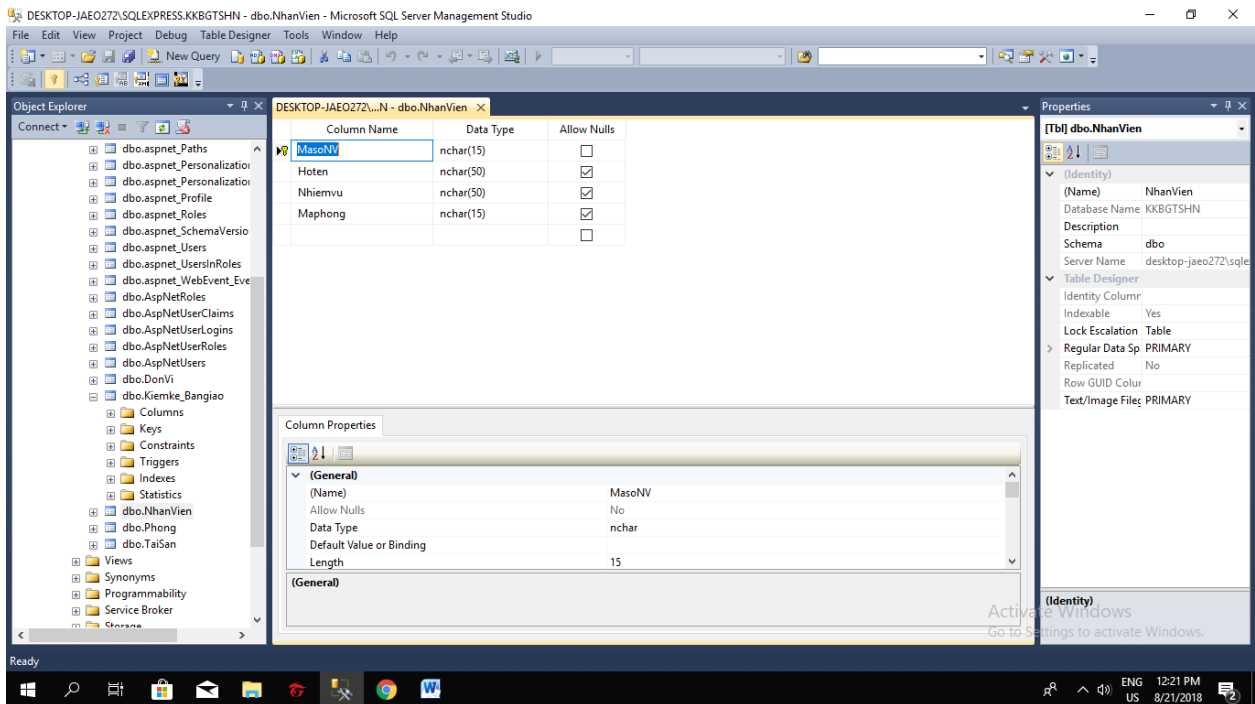 DESKTOP-JAEO272\SQLEXPRESS.KKBGTSHN - dbo.NhanVien - Microsoft SQL Server Management Studio
File Edit View Project Debug Table Designer Tools Window Help
New Query
Object Explorer
Connect
dbo.aspnet_Paths
dbo.aspnet_Personalization
dbo.aspnet_Personalization
dbo.aspnet_Profile
dbo.aspnet_Roles
dbo.aspnet_SchemaVersio
dbo.aspnet_Users
dbo.aspnet_UsersInRoles
dbo.aspnet_WebEvent_Eve
dbo.AspNetRoles
dbo.AspNetUserClaims
dbo.AspNetUserLogins
dbo.AspNetUserRoles
dbo.AspNetUsers
dbo.DonVi
dbo.Kiemke_Bangiao
Columns
Keys
Constraints
Triggers
Indexes
Statistics
dbo.NhanVien
dbo.Phong
dbo.TaiSan
Views
Synonyms
Programmability
Service Broker
Storage
DESKTOP-JAEO272\...N - dbo.NhanVien
Column Name Data Type Allow Nulls
MasoNV nchar(15)
Hoten nchar(50)
Nhiemvu nchar(50)
Maphong nchar(15)
Column Properties
(General)
(Name) MasoNV
Allow Nulls No
Data Type nchar
Default Value or Binding
Length 15
(General)
Properties
[Tbl] dbo.NhanVien
(Identity)
(Name) NhanVien
Database Name KKBGTSHN
Description
Schema dbo
Server Name desktop-jaeo272\sqle
Table Designer
Identity Column
Indexable Yes
Lock Escalation Table
Regular Data Sp PRIMARY
Replicated No
Row GUID Colur
Text/Image Fileg PRIMARY
(Identity)
Activate Windows
Go to Settings to activate Windows.
Ready
ENG 12:21 PM
US 8/21/2018
2